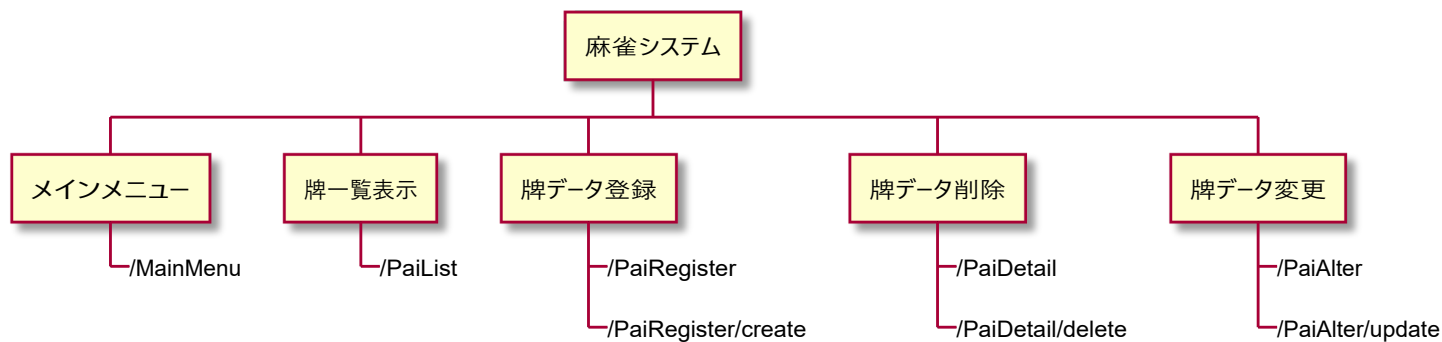 麻雀システム
メインメニュー
牌一覧表示
牌データ登録
牌データ削除
牌データ変更
/MainMenu
/PaiList
/PaiRegister
/PaiDetail
/PaiAlter
/PaiRegister/create
/PaiDetail/delete
/PaiAlter/update